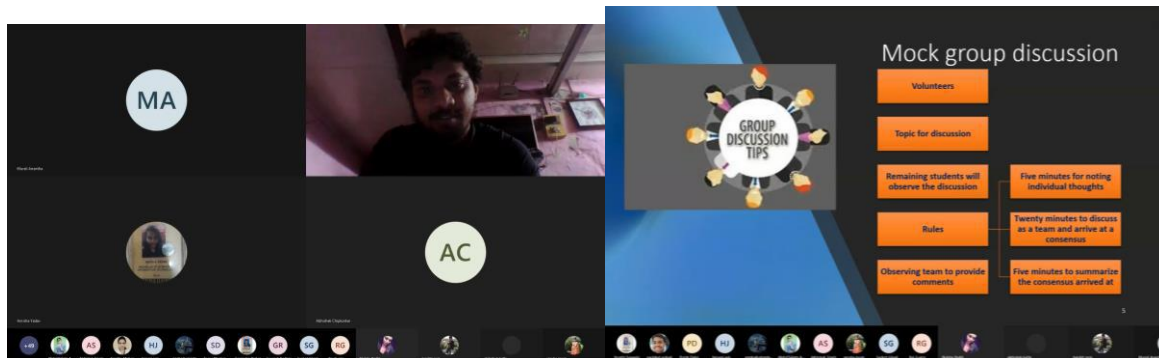 MA
AC
+49
AS
HJ
SD
GR
SG
RG
Mock group discussion
GROUP
DISCUSSION
TIPS
Volunteers
Topic for discussion
Remaining students will
observe the discussion
Rules
Observing team to provide
comments
Five minutes for noting
individual thoughts
Twenty minutes to discuss
as a team and arrive at a
consensus
Five minutes to summarize
the consensus arrived at
5
PD
HJ
AS
SG
RG